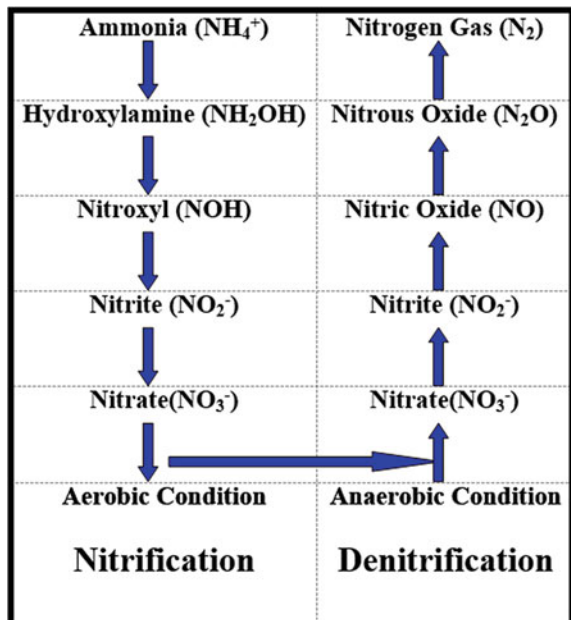 Ammonia (NH₄⁺)
Hydroxylamine (NH₂OH)
Nitroxyl (NOH)
Nitrite (NO₂⁻)
Nitrate(NO₃⁻)
Aerobic Condition
Nitrification
Nitrogen Gas (N₂)
Nitrous Oxide (N₂O)
Nitric Oxide (NO)
Nitrite (NO₂⁻)
Nitrate(NO₃⁻)
Anaerobic Condition
Denitrification